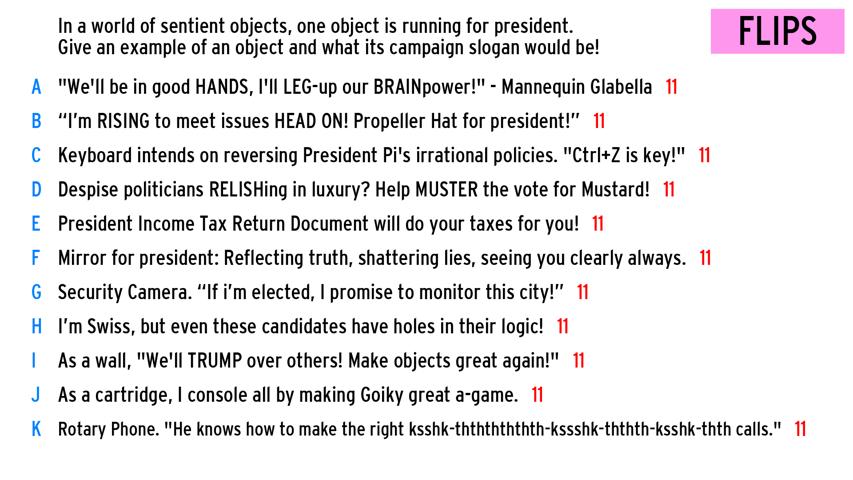 In a world of sentient objects, one object is running for president.
Give an example of an object and what its campaign slogan would be!
FLIPS
A "We'll be in good HANDS, I'll LEG-up our BRAINpower!" - Mannequin Glabella 11
B “I’m RISING to meet issues HEAD ON! Propeller Hat for president!” 11
C Keyboard intends on reversing President Pi's irrational policies. "Ctrl+Z is key!" 11
D Despise politicians RELISHing in luxury? Help MUSTER the vote for Mustard! 11
E President Income Tax Return Document will do your taxes for you! 11
F Mirror for president: Reflecting truth, shattering lies, seeing you clearly always. 11
G Security Camera. “If i’m elected, I promise to monitor this city!” 11
H I’m Swiss, but even these candidates have holes in their logic! 11
I As a wall, "We'll TRUMP over others! Make objects great again!" 11
J As a cartridge, I console all by making Goiky great a-game. 11
K Rotary Phone. "He knows how to make the right ksshk-thththththth-kssshk-ththth-ksshk-thth calls." 11